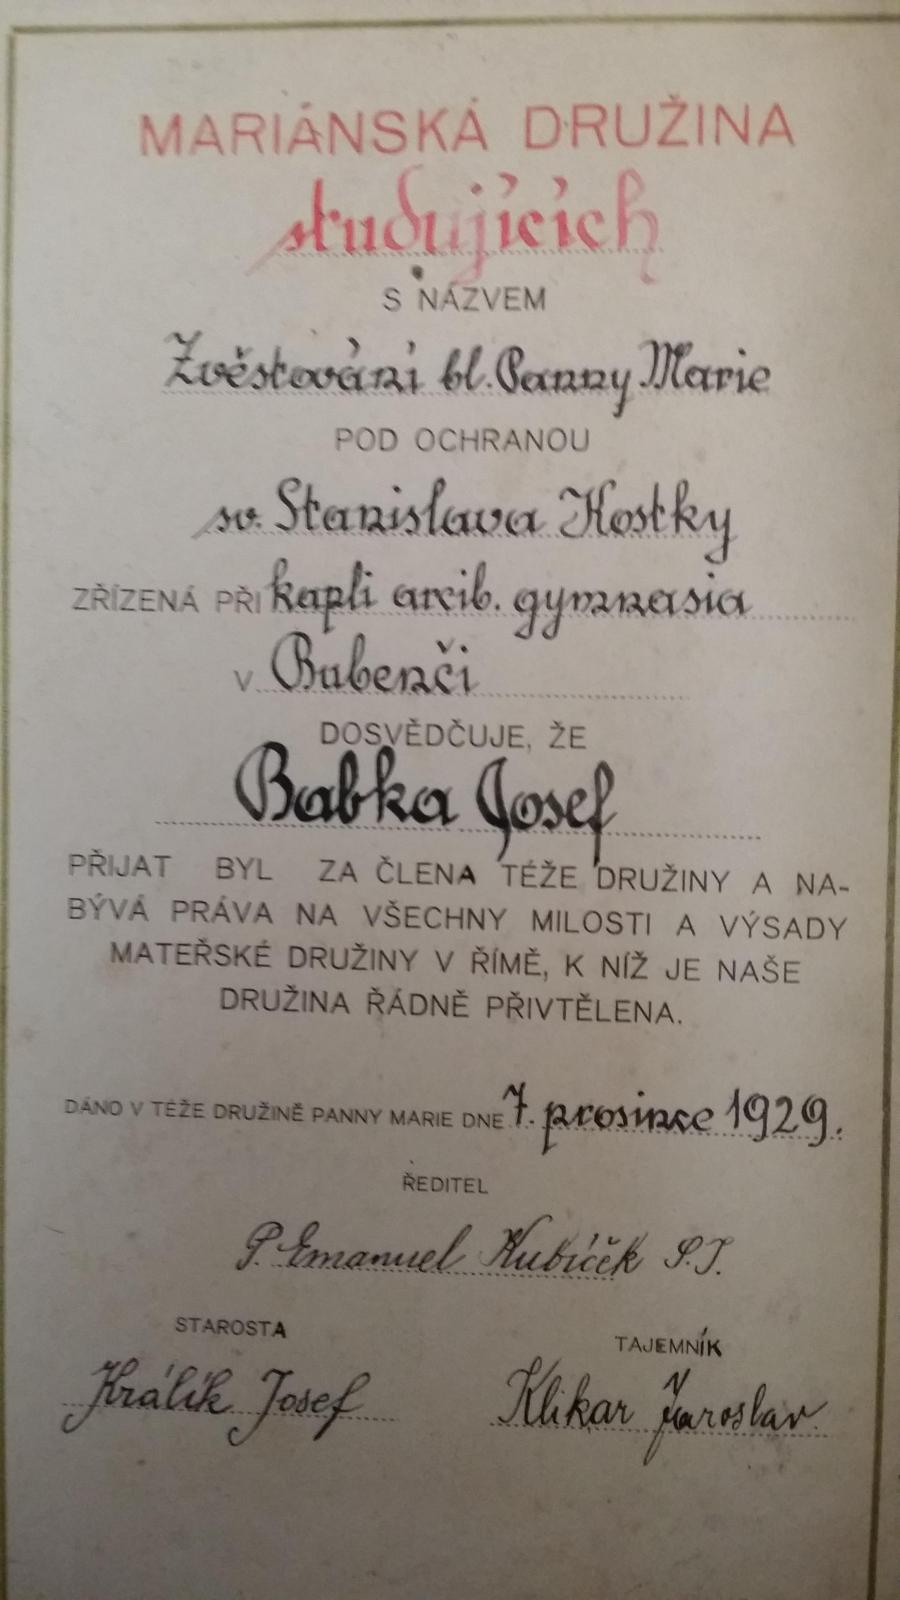 MARIÁNSKÁ DRUŽINA
studujících
S NÁZVEM
Zvěstování bl. Panny Marie
POD OCHRANOU
sv. Stanislava Kostky
ZŘÍZENÁ PŘI kapli arcib. gymnasia
V Bubenči
DOSVĚDČUJE, ŽE
Babka Josef
PŘIJAT BYL ZA ČLENA TÉŽE DRUŽINY A NA-
BÝVÁ PRÁVA NA VŠECHNY MILOSTI A VÝSADY
MATEŘSKÉ DRUŽINY V ŘÍMĚ, K NÍŽ JE NAŠE
DRUŽINA ŘÁDNĚ PŘIVTĚLENA.
DÁNO V TÉŽE DRUŽINĚ PANNY MARIE DNE 7. prosince 1929.
ŘEDITEL
P. Emanuel Kubíček S.J.
STAROSTA
TAJEMNÍK
Králík Josef
Klikar Jaroslav